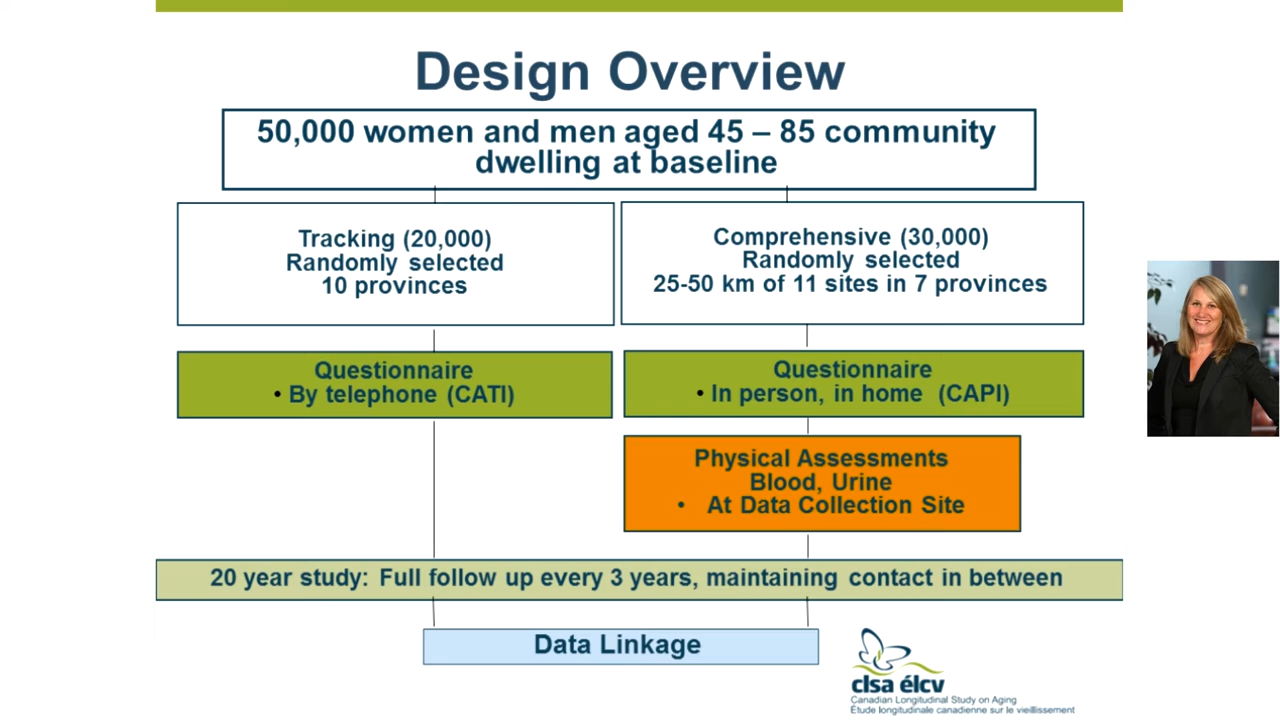 Design Overview
50,000 women and men aged 45 – 85 community
dwelling at baseline
Tracking (20,000)
Randomly selected
10 provinces
Comprehensive (30,000)
Randomly selected
25-50 km of 11 sites in 7 provinces
Questionnaire
• By telephone (CATI)
Questionnaire
• In person, in home (CAPI)
Physical Assessments
Blood, Urine
• At Data Collection Site
20 year study: Full follow up every 3 years, maintaining contact in between
Data Linkage
clsa élcv
Canadian Longitudinal Study on Aging
Étude longitudinale canadienne sur le vieillissement